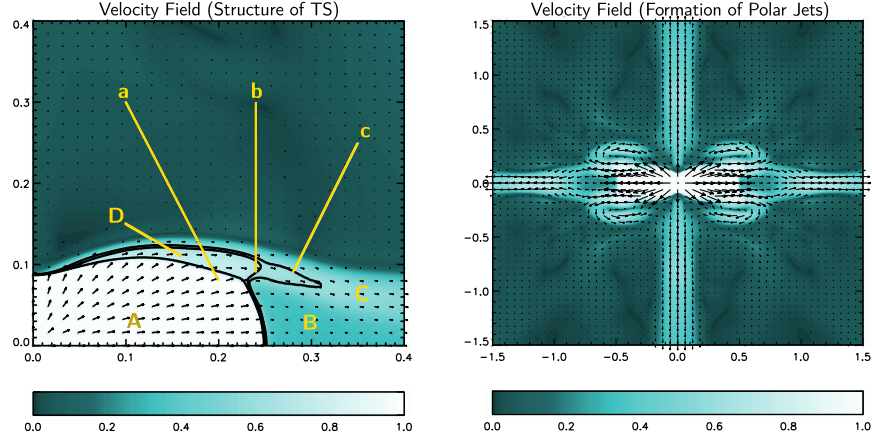 Velocity Field (Structure of TS)
0.4
0.3
0.2
0.1
0.0
0.0 0.1 0.2 0.3 0.4
a
b
c
D
A
B
C
0.0 0.2 0.4 0.6 0.8 1.0
Velocity Field (Formation of Polar Jets)
1.5
1.0
0.5
0.0
−0.5
−1.0
−1.5
−1.5 −1.0 −0.5 0.0 0.5 1.0 1.5
0.0 0.2 0.4 0.6 0.8 1.0